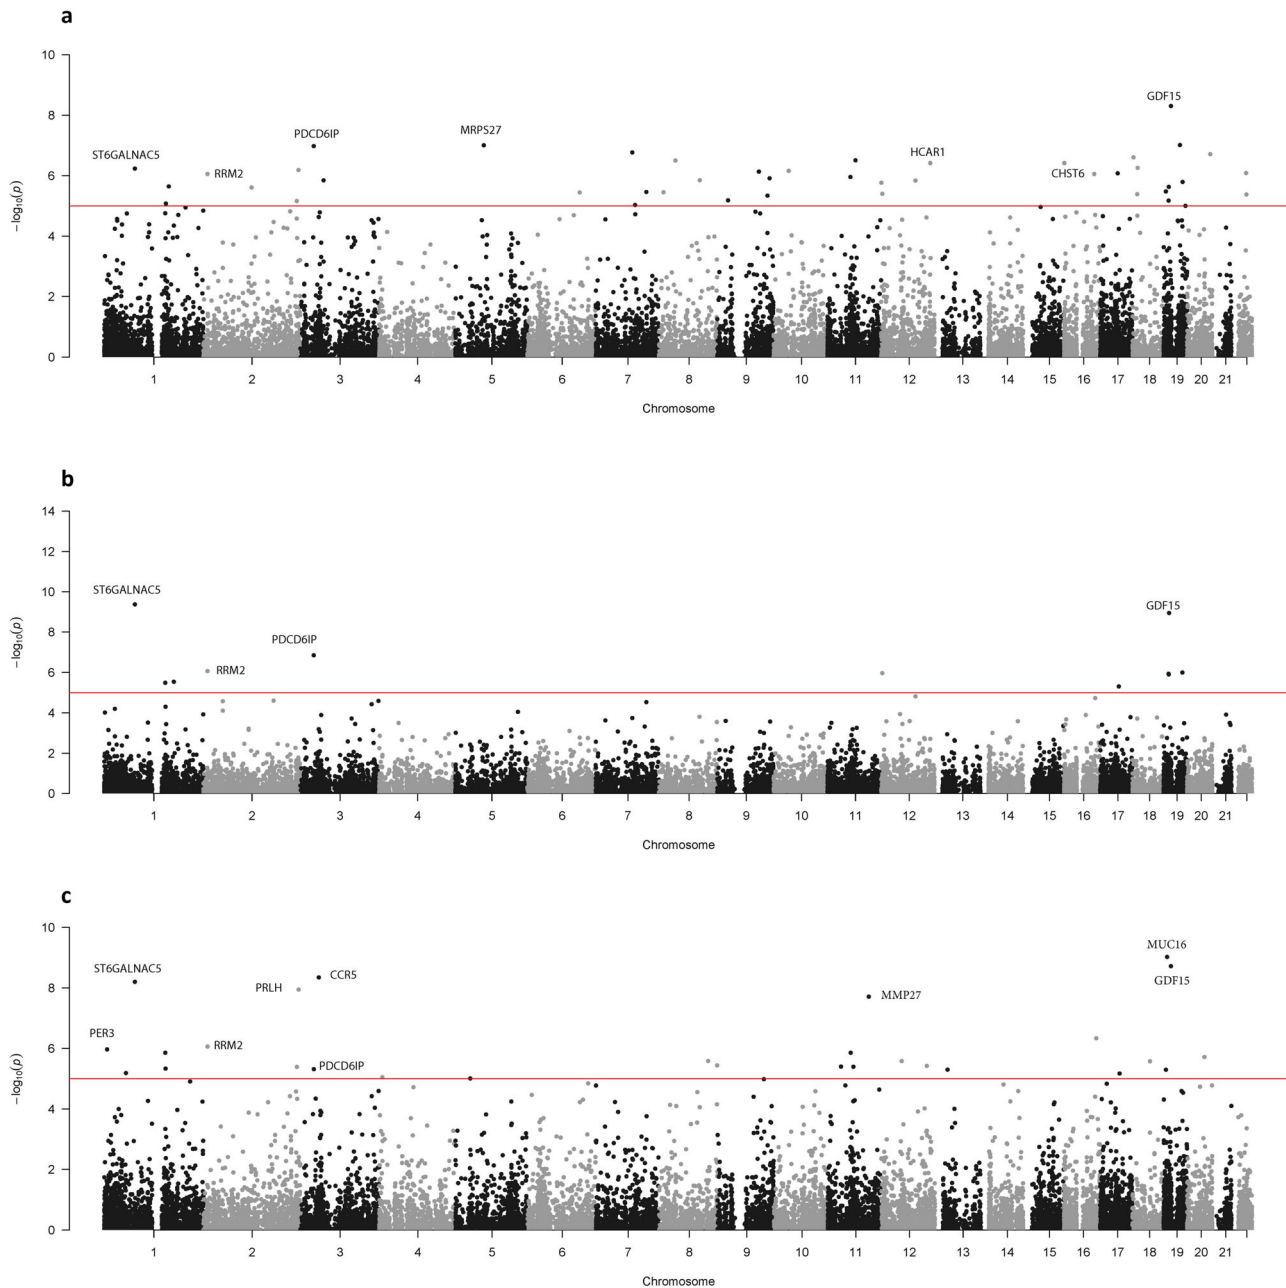 a
10
8
6
4
2
0
−log₁₀(p)
ST6GALNAC5
RRM2
PDCD6IP
MRPS27
HCAR1
CHST6
GDF15
1 2 3 4 5 6 7 8 9 10 11 12 13 14 15 16 17 18 19 20 21
Chromosome
b
14
12
10
8
6
4
2
0
−log₁₀(p)
ST6GALNAC5
RRM2
PDCD6IP
GDF15
1 2 3 4 5 6 7 8 9 10 11 12 13 14 15 16 17 18 19 20 21
Chromosome
c
10
8
6
4
2
0
−log₁₀(p)
ST6GALNAC5
PER3
PRLH
RRM2
CCR5
PDCD6IP
MMP27
MUC16
GDF15
1 2 3 4 5 6 7 8 9 10 11 12 13 14 15 16 17 18 19 20 21
Chromosome